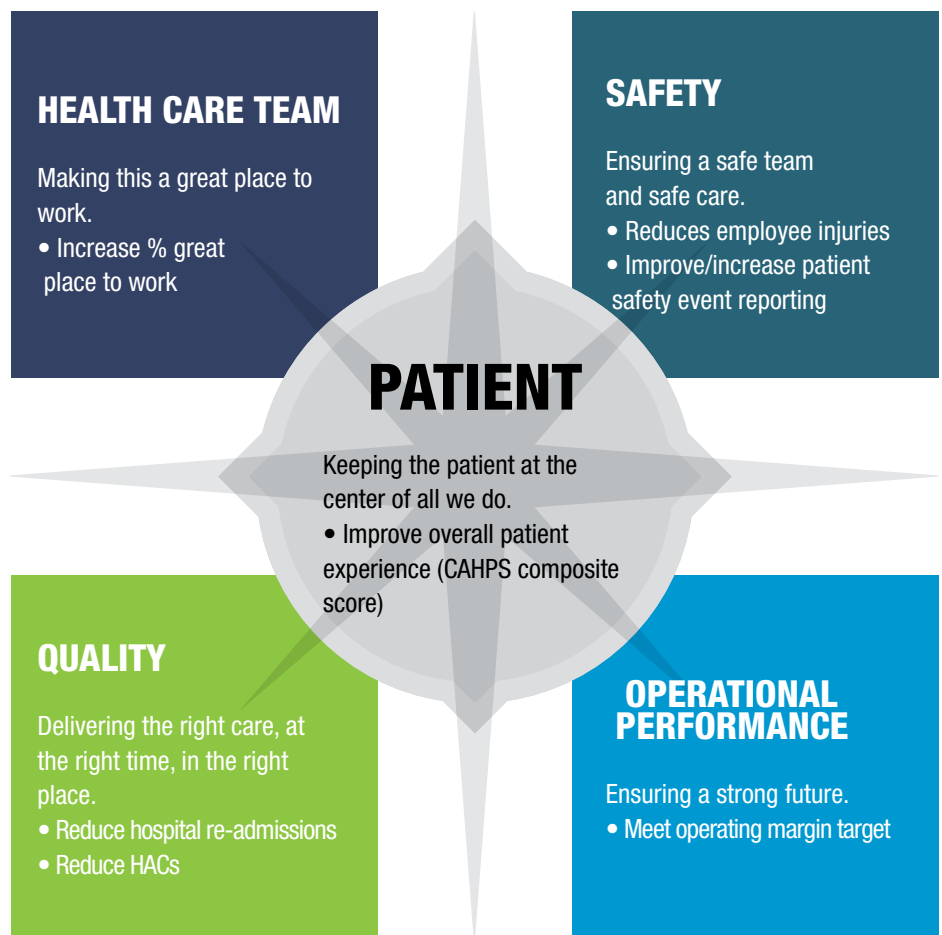 HEALTH CARE TEAM
Making this a great place to
work.
• Increase % great
place to work
SAFETY
Ensuring a safe team
and safe care.
• Reduces employee injuries
• Improve/increase patient
safety event reporting
PATIENT
Keeping the patient at the
center of all we do.
• Improve overall patient
experience (CAHPS composite
score)
QUALITY
Delivering the right care, at
the right time, in the right
place.
• Reduce hospital re-admissions
• Reduce HACs
OPERATIONAL
PERFORMANCE
Ensuring a strong future.
• Meet operating margin target